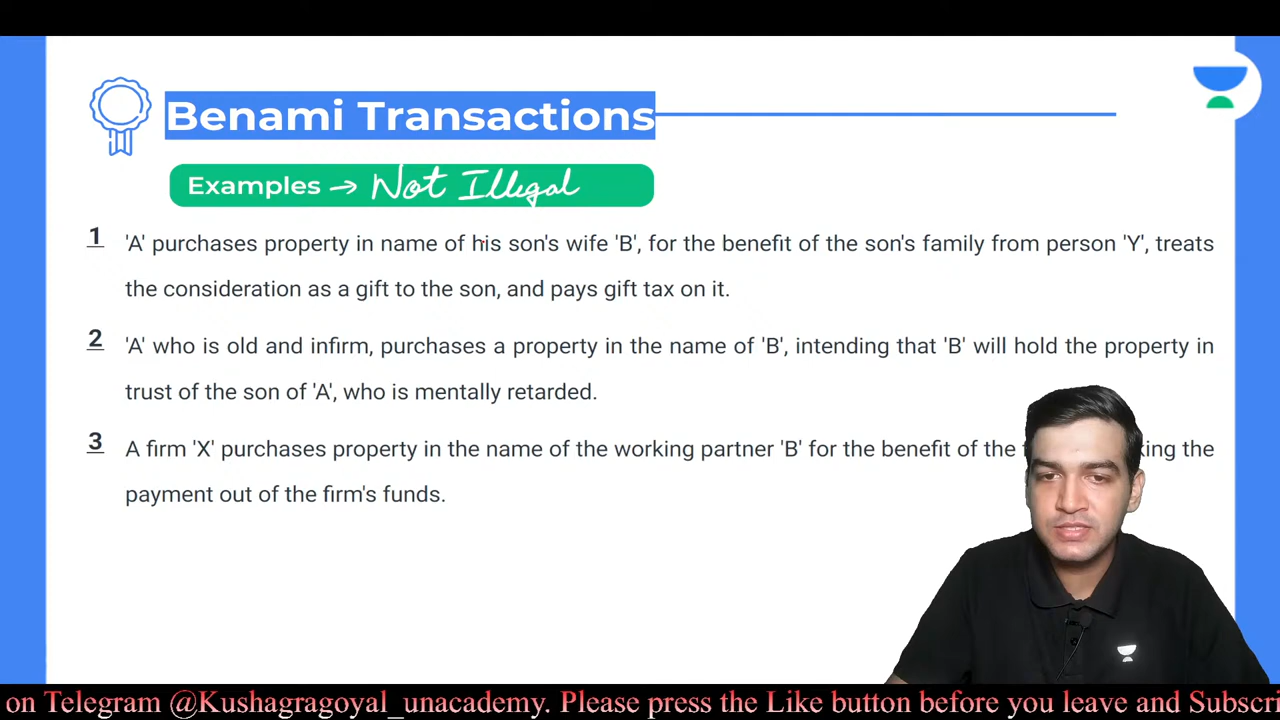 Benami Transactions
Examples → Not Illegal
1 'A' purchases property in name of his son's wife 'B', for the benefit of the son's family from person 'Y', treats
the consideration as a gift to the son, and pays gift tax on it.
2 'A' who is old and infirm, purchases a property in the name of 'B', intending that 'B' will hold the property in
trust of the son of 'A', who is mentally retarded.
3 A firm 'X' purchases property in the name of the working partner 'B' for the benefit of the the
payment out of the firm's funds.
on Telegram @Kushagragoyal_unacademy. Please press the Like button before you leave and Subscri